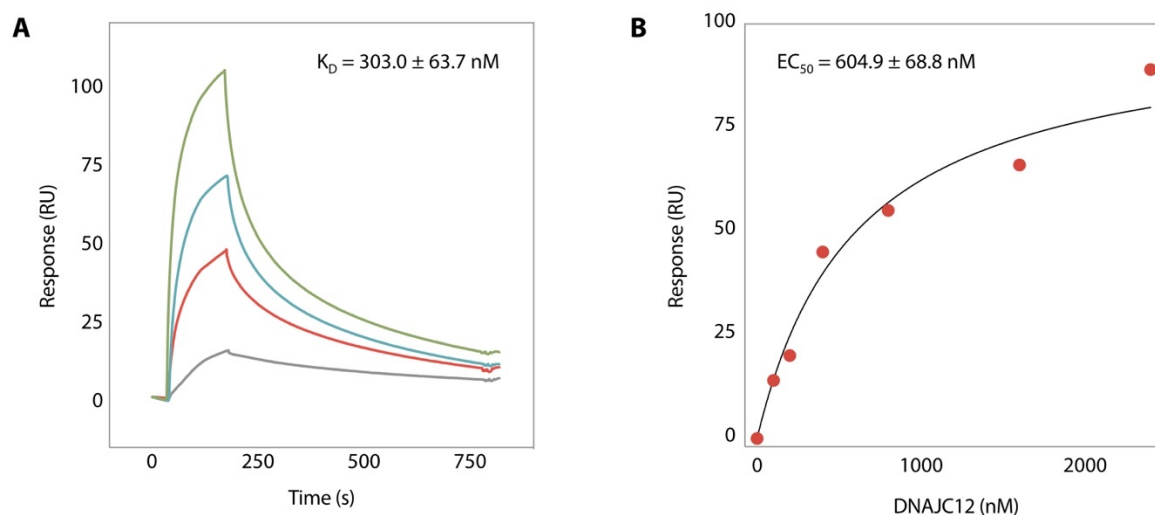 A
K_D = 303.0 ± 63.7 nM
Response (RU)
100
75
50
25
0
0 250 500 750
Time (s)
B
EC₅₀ = 604.9 ± 68.8 nM
Response (RU)
100
75
50
25
0
0 1000 2000
DNAJC12 (nM)